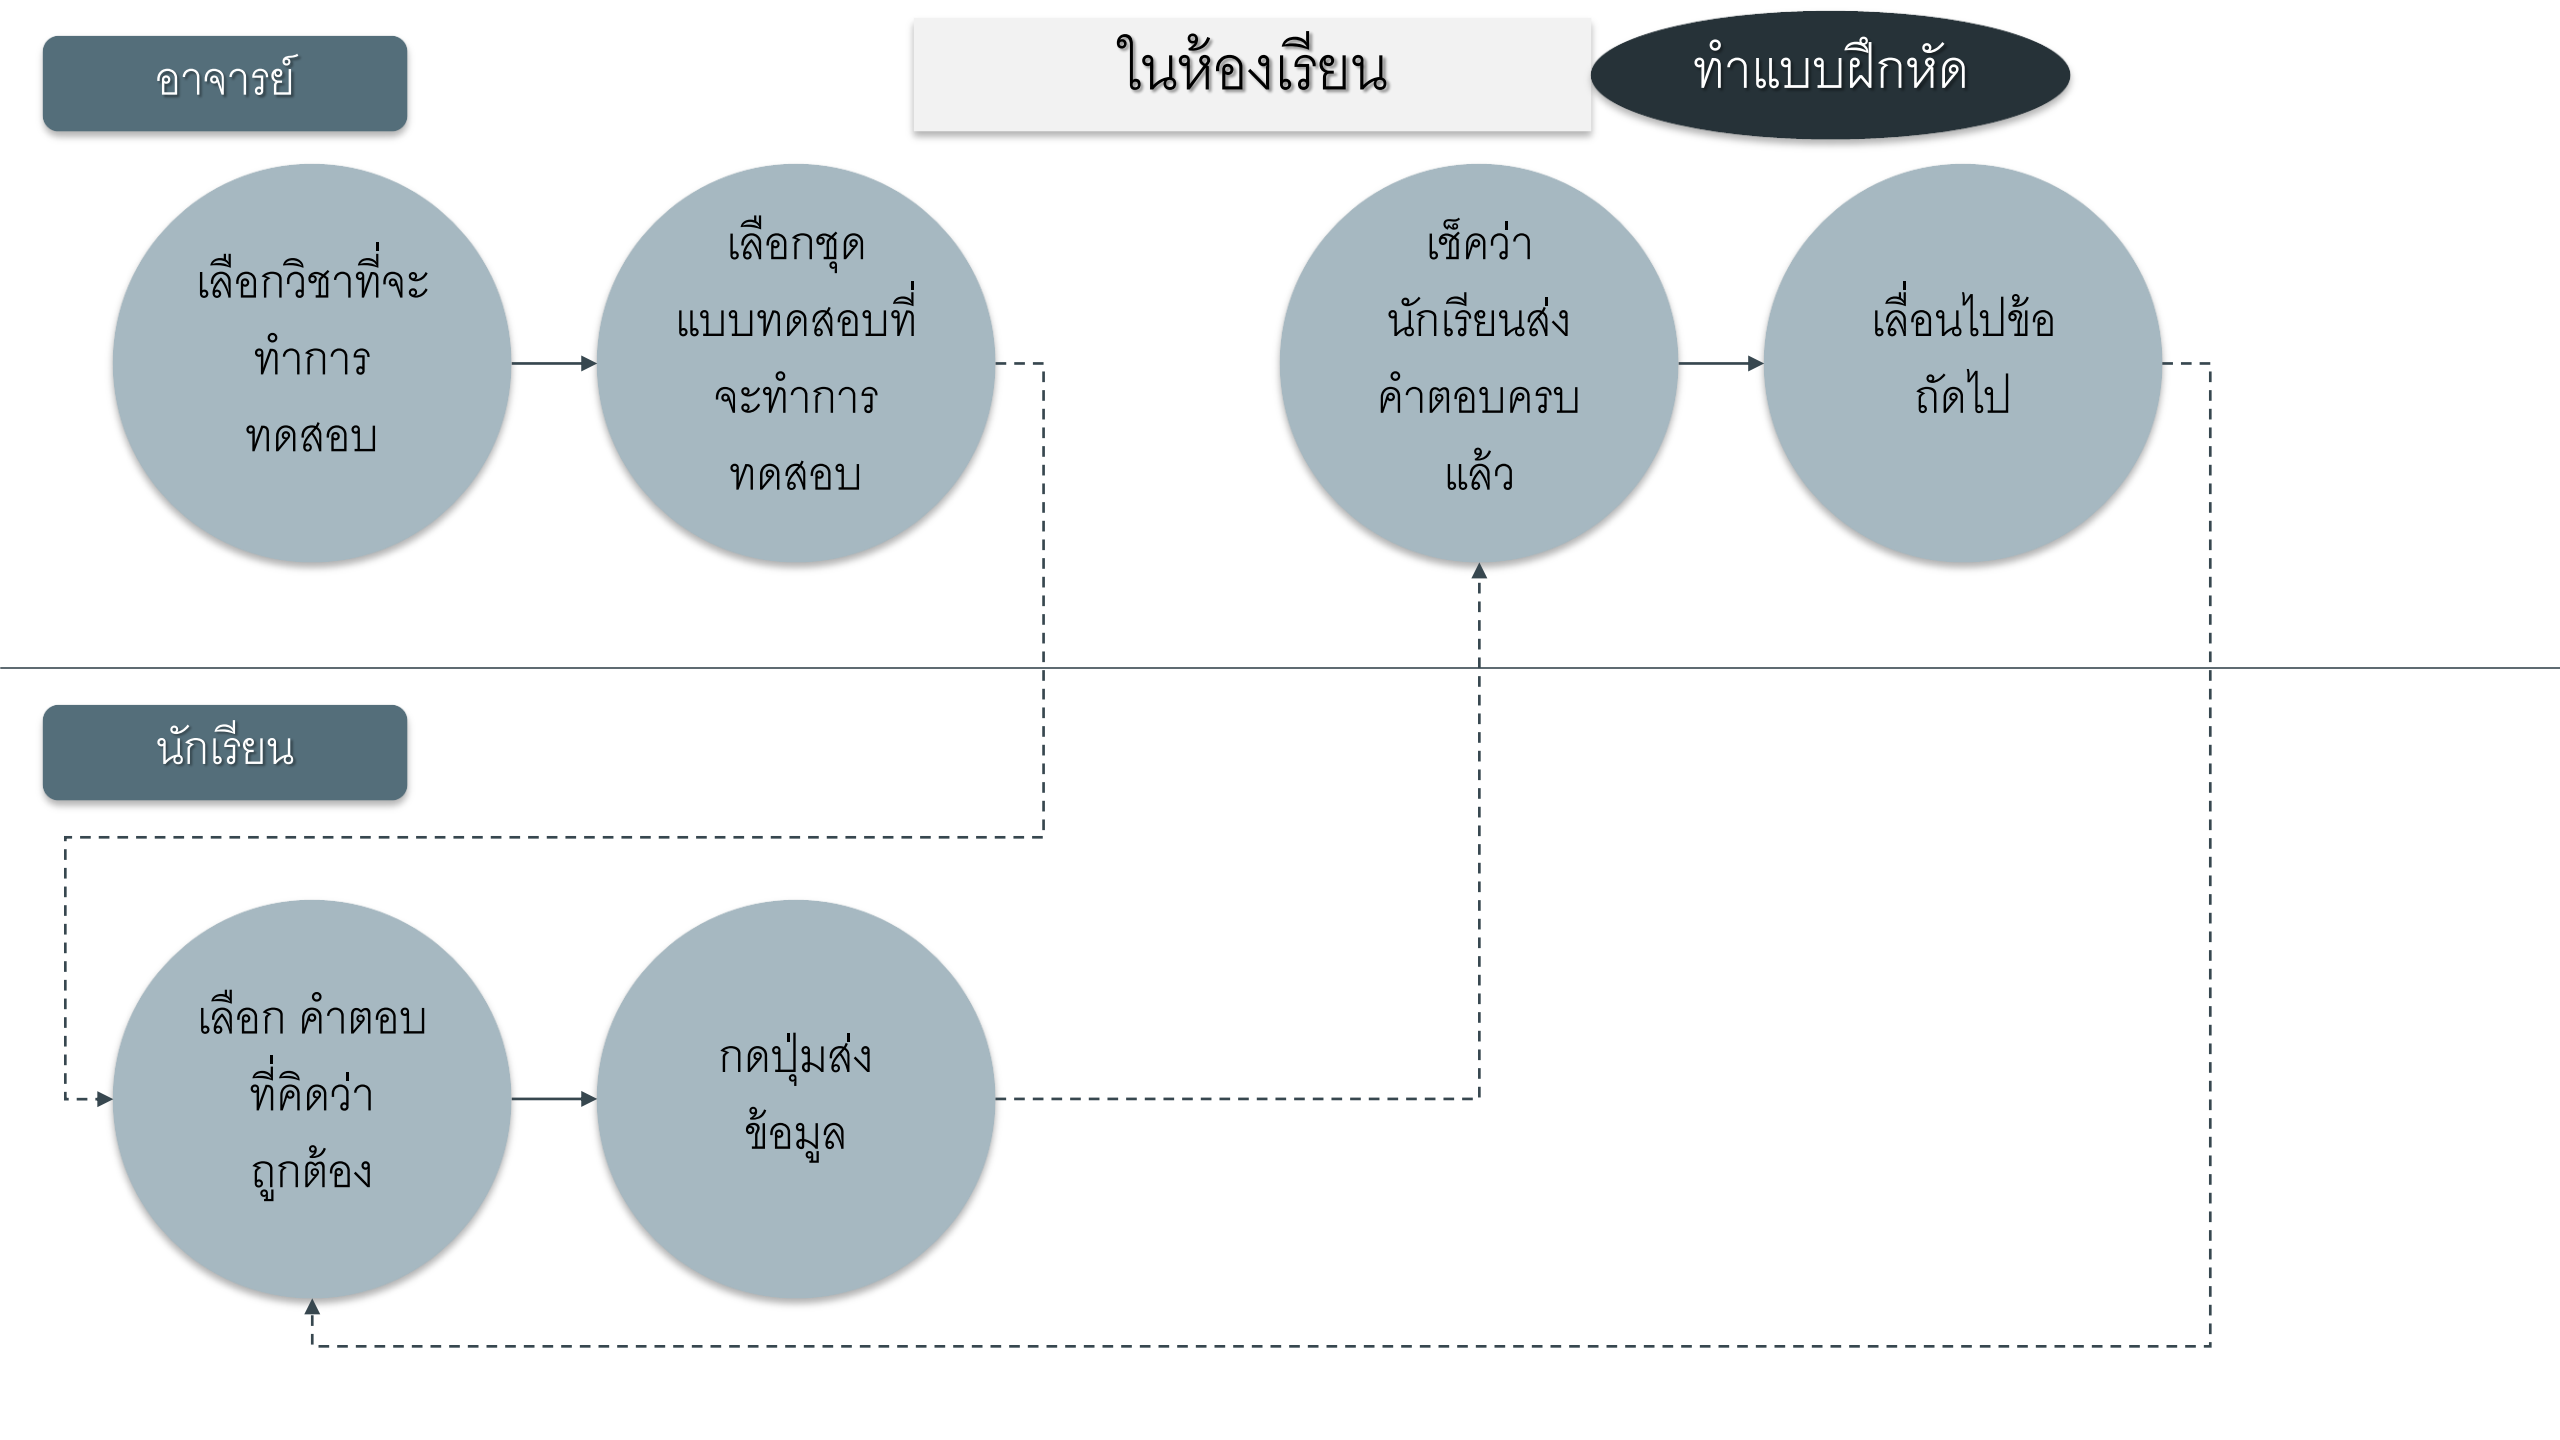 อาจารย์
ในห้องเรียน
ทำแบบฝึกหัด
เลือกวิชาที่จะ
ทำการ
ทดสอบ
เลือกชุด
แบบทดสอบที่
จะทำการ
ทดสอบ
เช็คว่า
นักเรียนส่ง
คำตอบครบ
แล้ว
เลื่อนไปข้อ
ถัดไป
นักเรียน
เลือก คำตอบ
ที่คิดว่า
ถูกต้อง
กดปุ่มส่ง
ข้อมูล